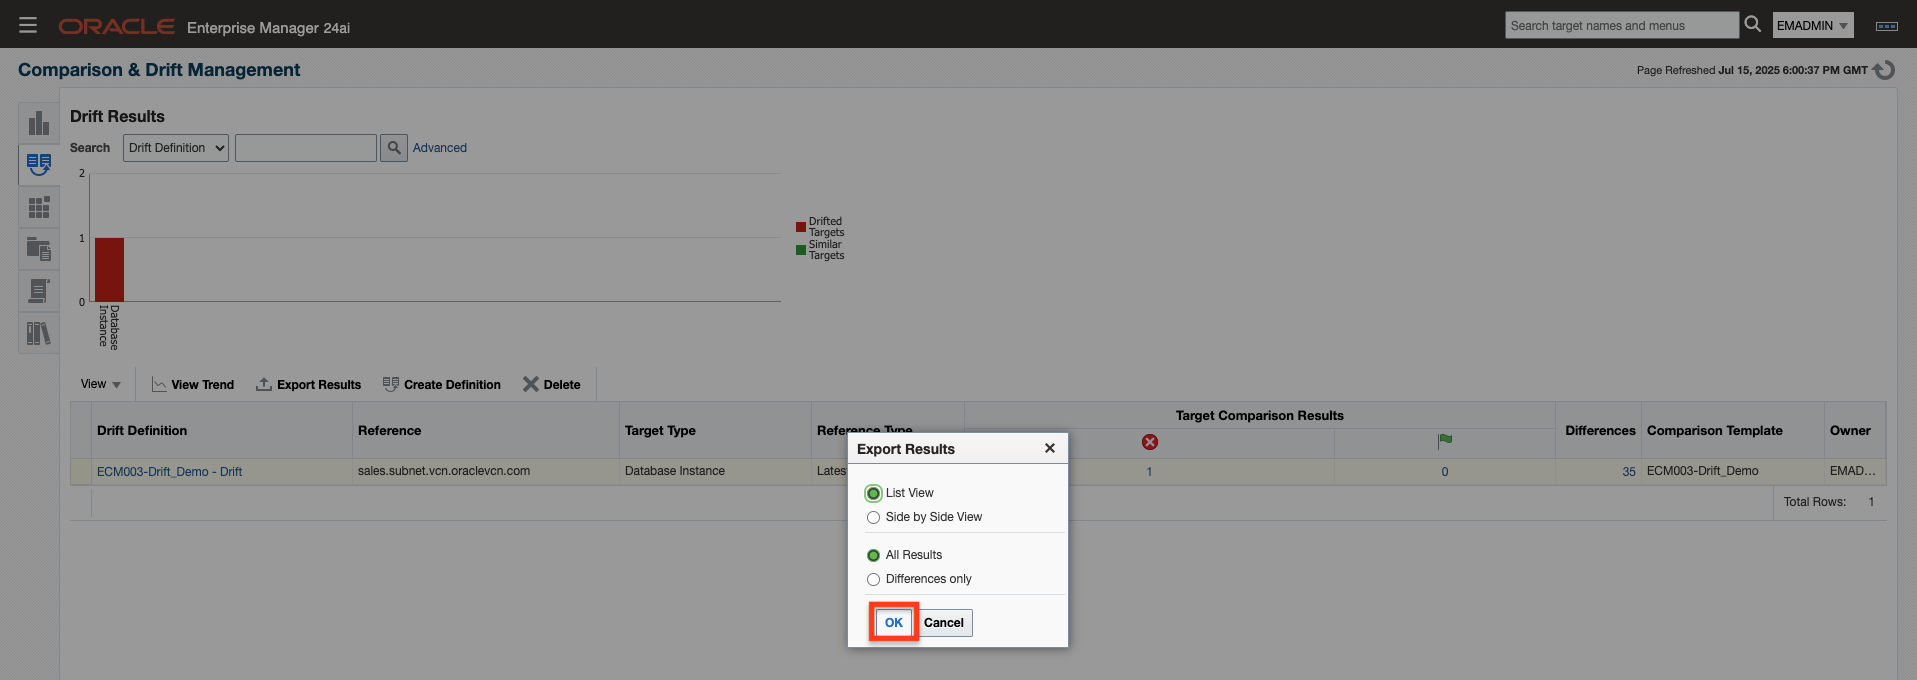 ORACLE Enterprise Manager 24ai
Search target names and menus
EMADMIN
Comparison & Drift Management
Page Refreshed Jul 15, 2025 6:00:37 PM GMT
Drift Results
Search Drift Definition Advanced
2
1
0
Database
Instance
Drifted
Targets
Similar
Targets
View View Trend Export Results Create Definition Delete
Drift Definition Reference Target Type Reference Type Target Comparison Results Differences Comparison Template Owner
ECM003-Drift_Demo - Drift sales.subnet.vcn.oraclevcn.com Database Instance Lates 1 0 35 ECM003-Drift_Demo EMAD...
Total Rows: 1
Export Results
List View
Side by Side View
All Results
Differences only
OK Cancel